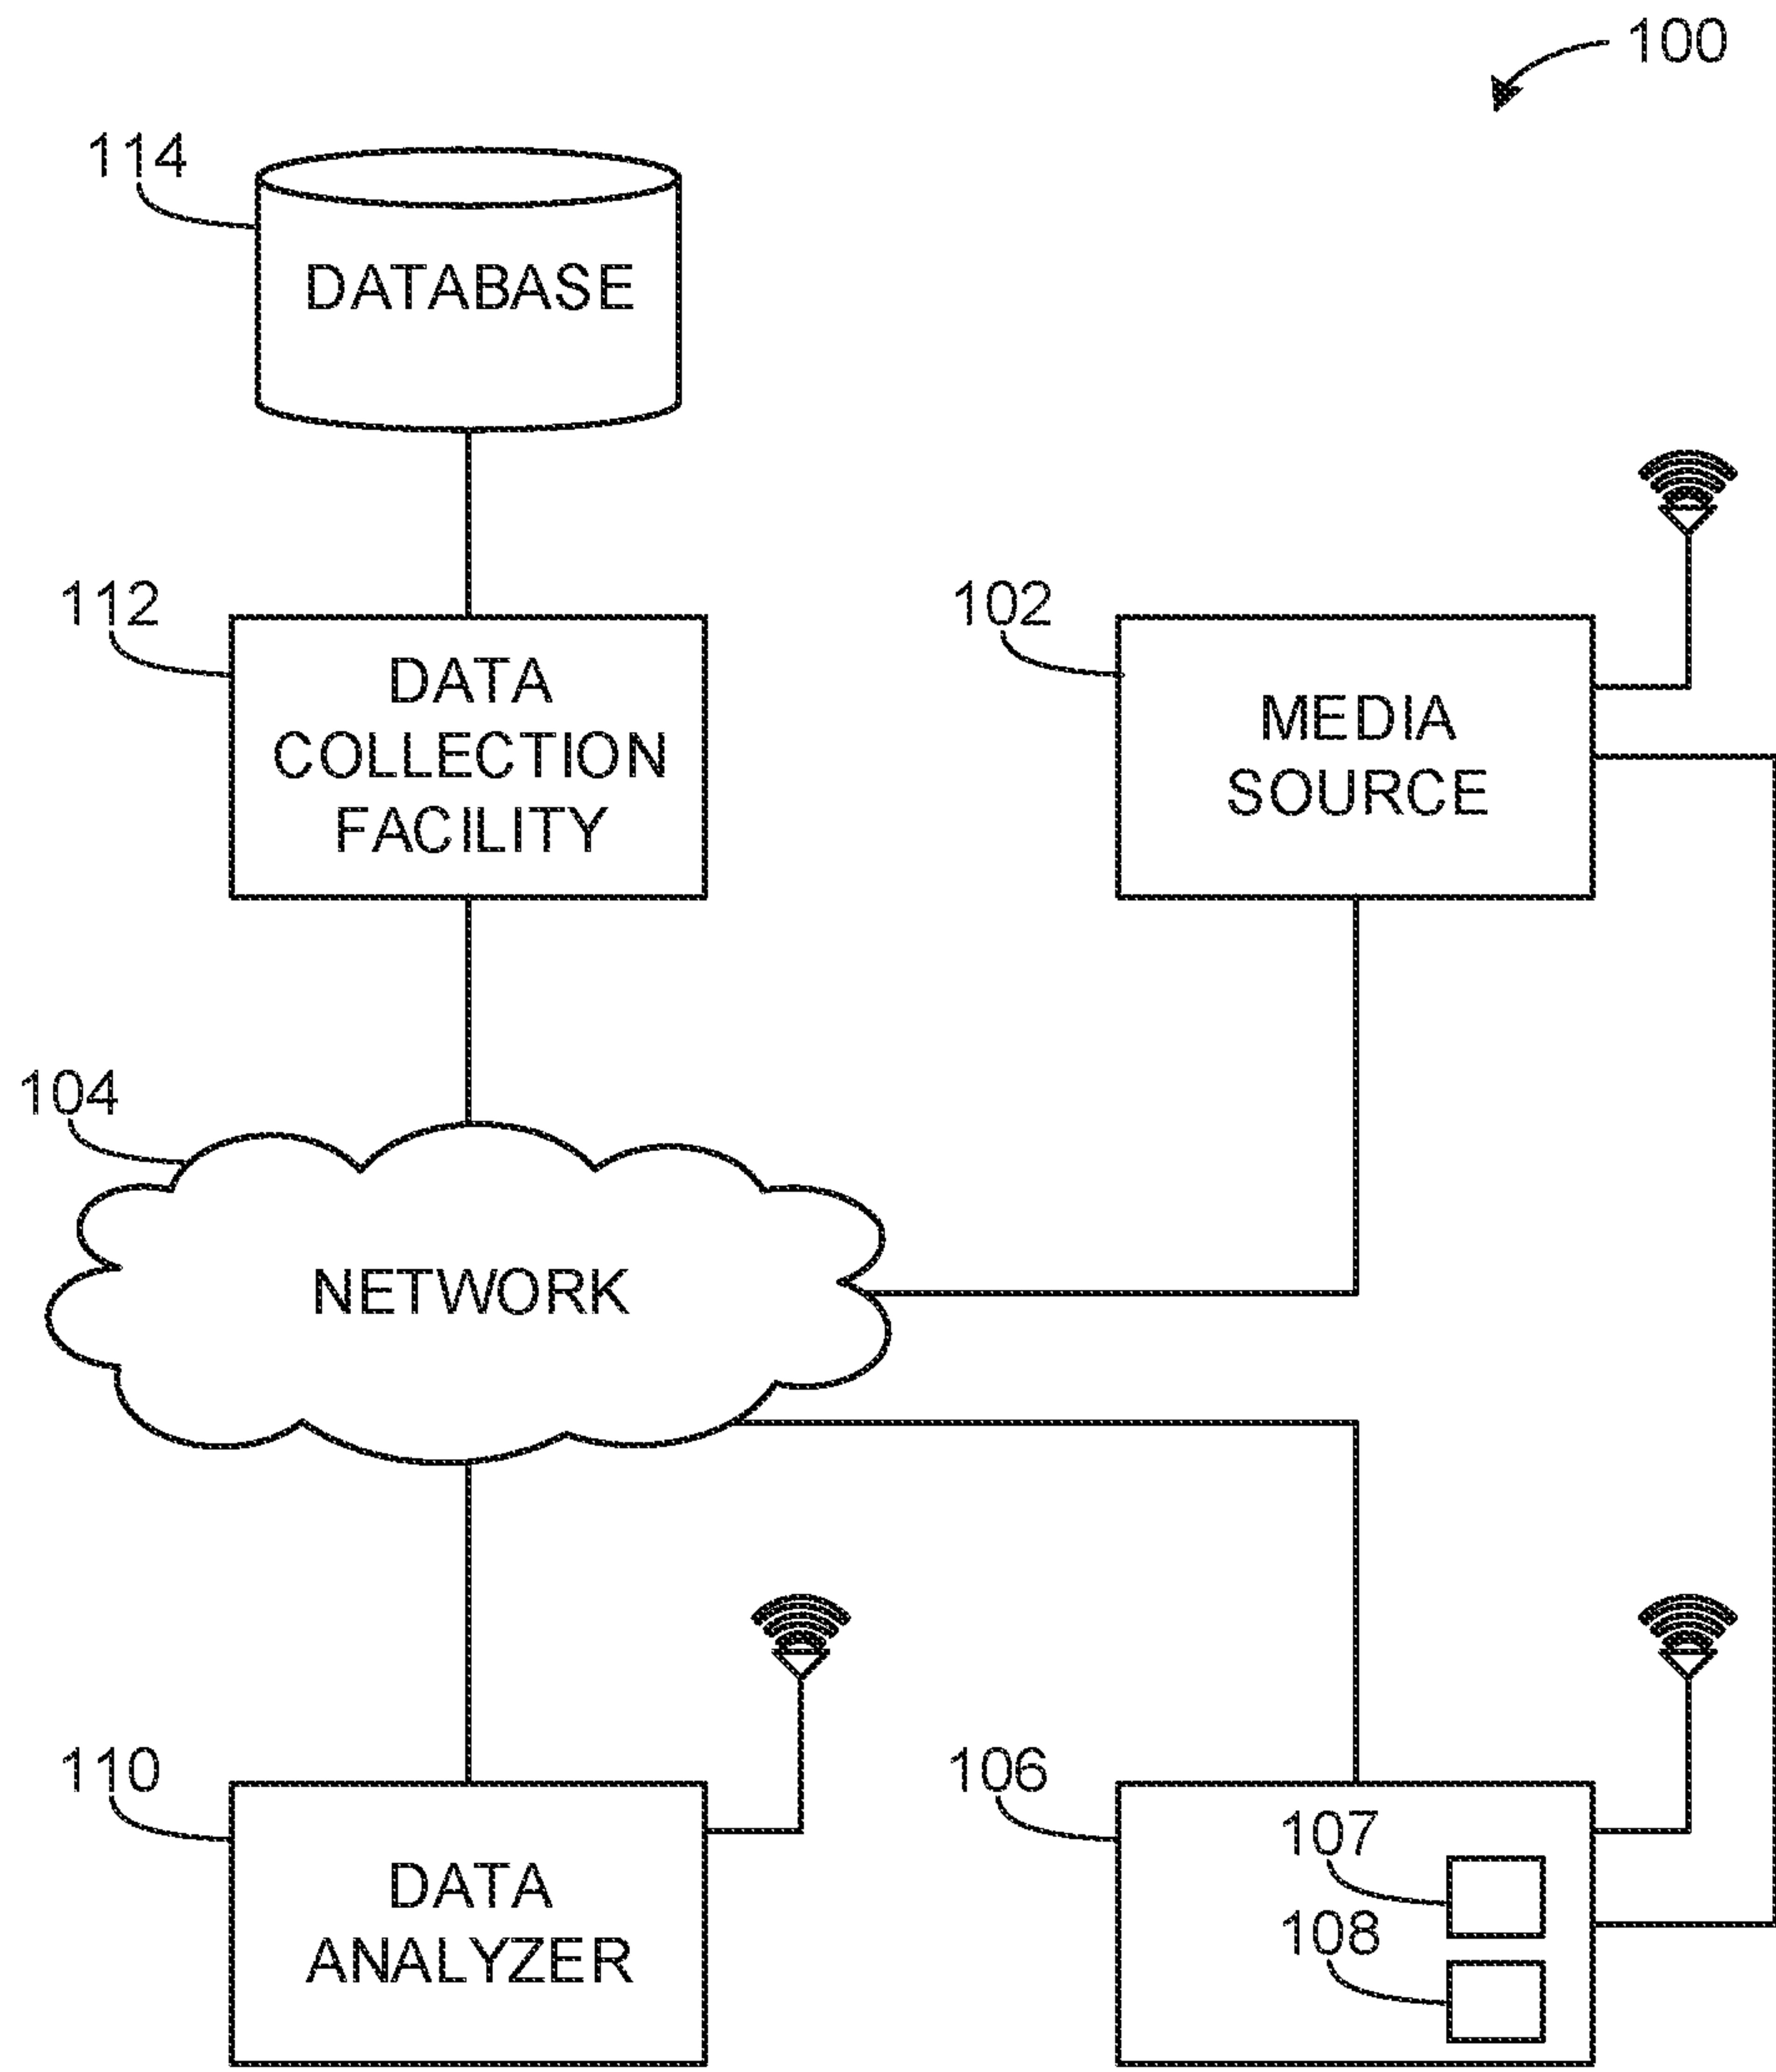 100
114
DATABASE
112
DATA
COLLECTION
FACILITY
102
MEDIA
SOURCE
104
NETWORK
110
DATA
ANALYZER
106
107
108